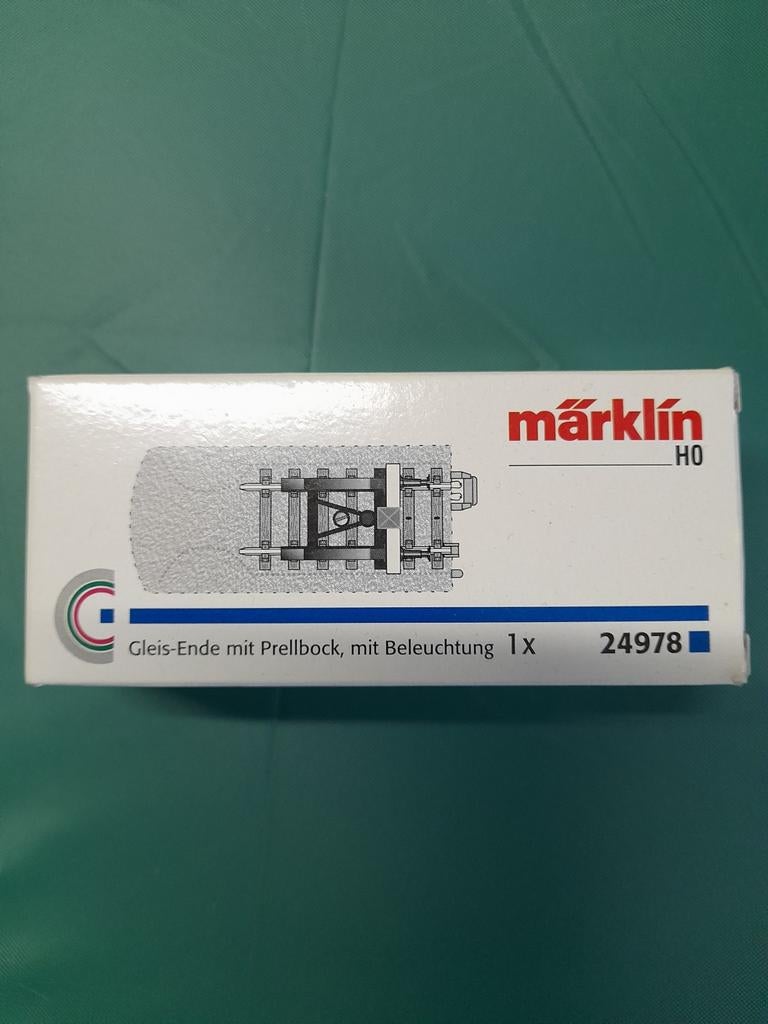 märklin
H0
Gleis-Ende mit Prellbock, mit Beleuchtung 1x 24978